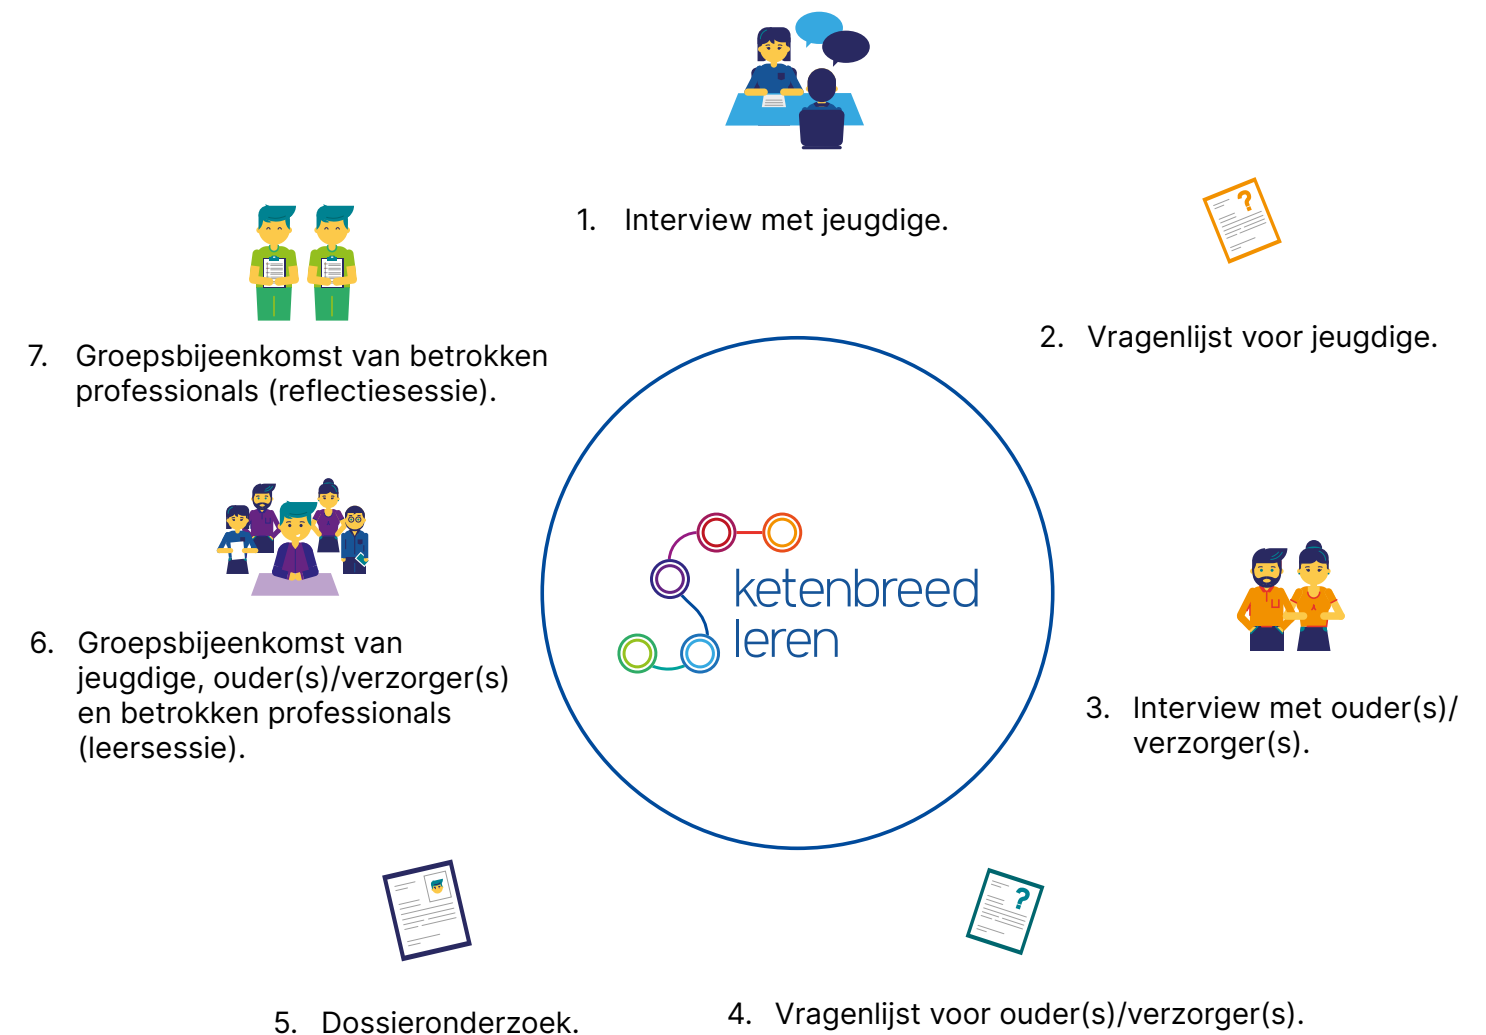 1. Interview met jeugdige.
2. Vragenlijst voor jeugdige.
3. Interview met ouder(s)/
verzorger(s).
4. Vragenlijst voor ouder(s)/verzorger(s).
5. Dossieronderzoek.
6. Groepsbijeenkomst van
jeugdige, ouder(s)/verzorger(s)
en betrokken professionals
(leersessie).
7. Groepsbijeenkomst van betrokken
professionals (reflectiesessie).
ketenbreed
leren
?
?